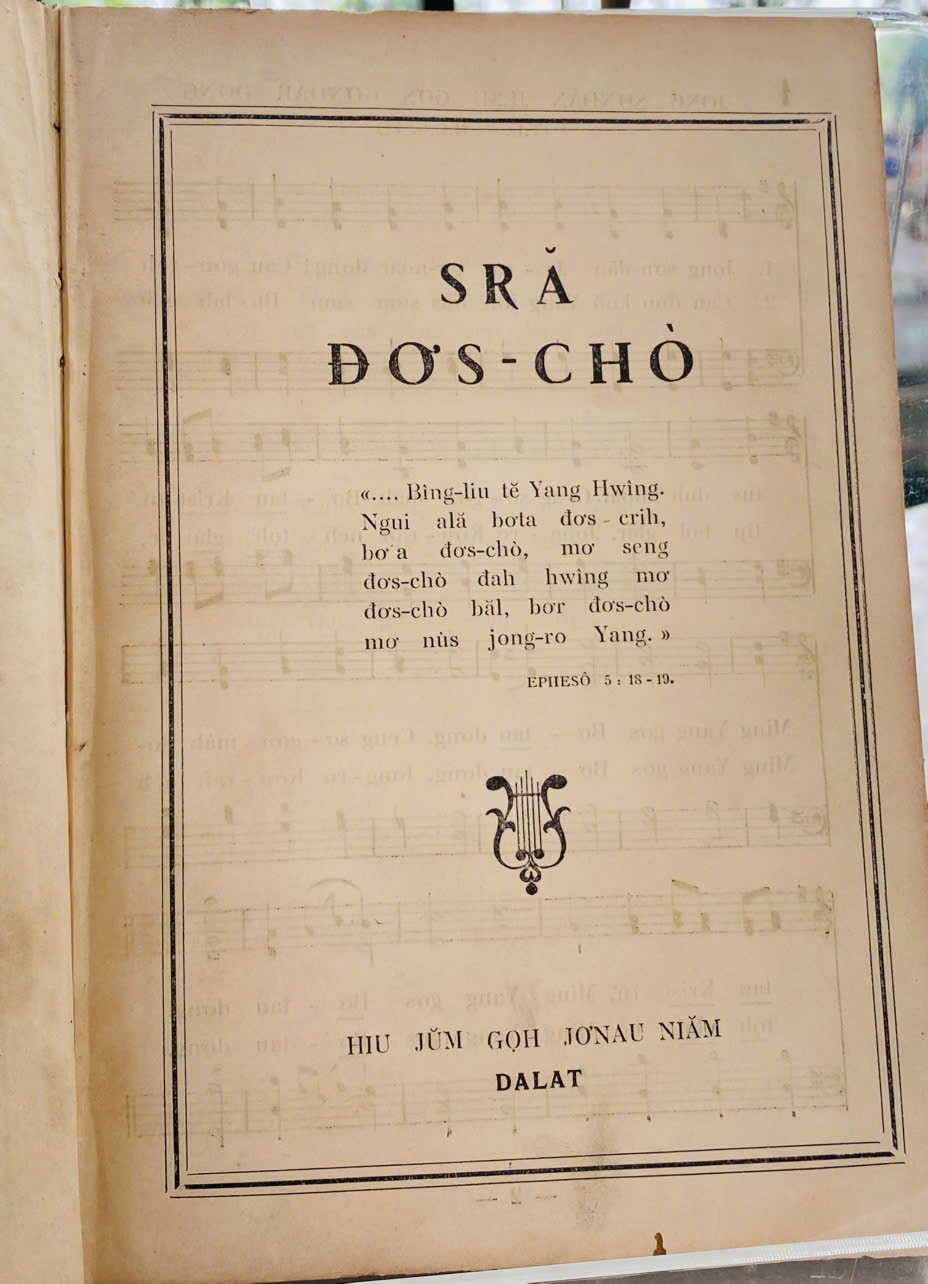 SRĂ
ĐƠS-CHÒ
«.... Bìng-liu tĕ Yang Hwìng.
Ngui ală bơta đơs-crih,
bơ'a đơs-chò, mơ seng
đơs-chò đah hwìng mơ
đơs-chò băl, bơr đơs-chò
mơ nùs jong-ro Yang. »
EPHESÔ 5 : 18-19.
HIU JŬM GỌH JƠNAU NIĂM
DALAT